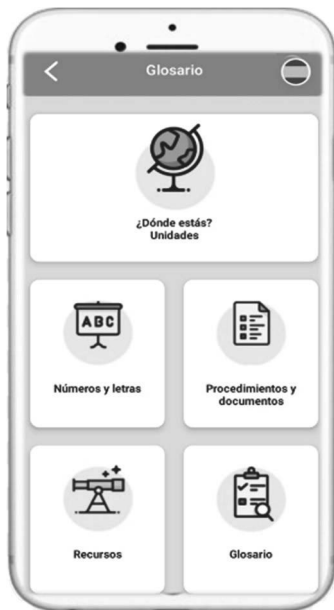 Glosario
¿Dónde estás?
Unidades
ABC
Números y letras
Procedimientos y
documentos
Recursos
Glosario